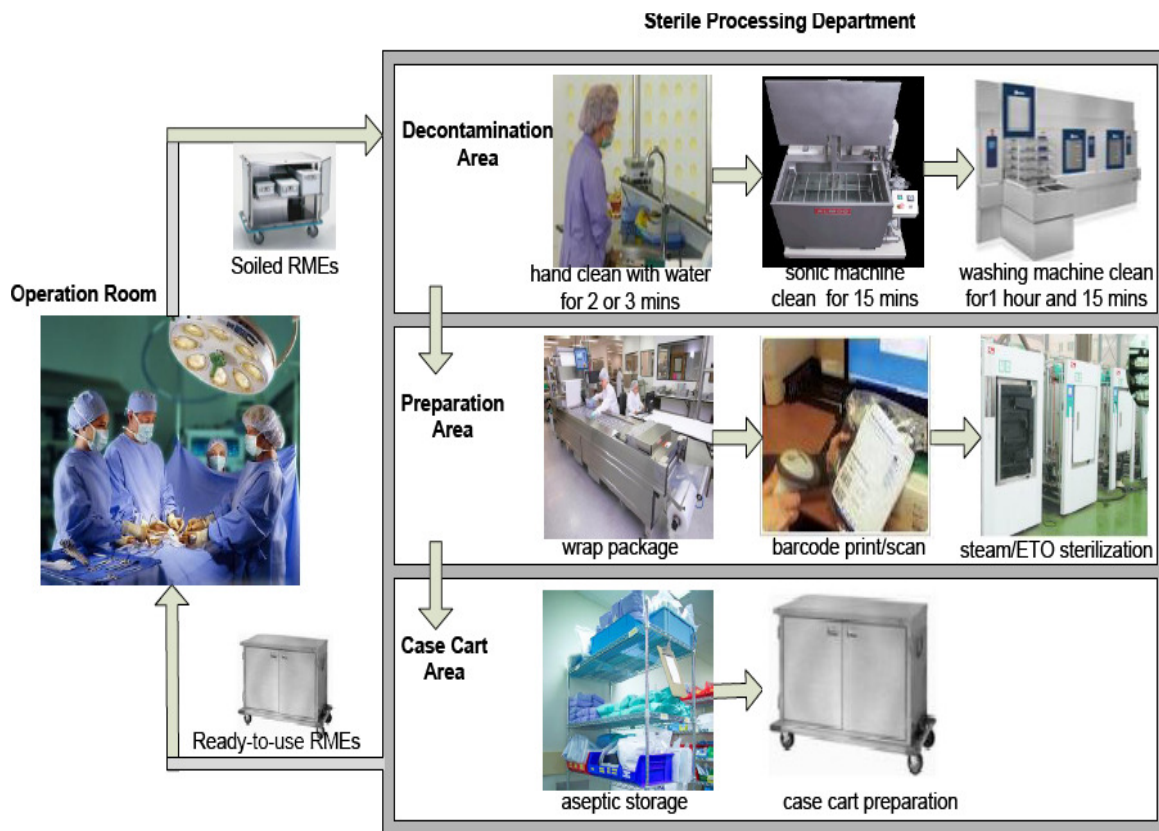 Sterile Processing Department
Decontamination
Area
hand clean with water
for 2 or 3 mins
sonic machine
clean for 15 mins
washing machine clean
for1 hour and 15 mins
Soiled RMEs
Operation Room
Preparation
Area
wrap package
barcode print/scan
steam/ETO sterilization
Case Cart
Area
Ready-to-use RMEs
aseptic storage
case cart preparation